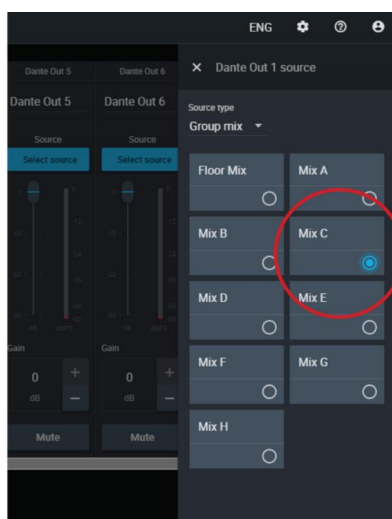 ENG
Dante Out 5 Dante Out 6
× Dante Out 1 source
Dante Out 5 Dante Out 6
Source type
Group mix
Source Source
Select source Select source
Floor Mix Mix A
Mix B Mix C
Mix D Mix E
Mix F Mix G
Mix H
Gain Gain
0 + 0 +
dB − dB −
Mute Mute